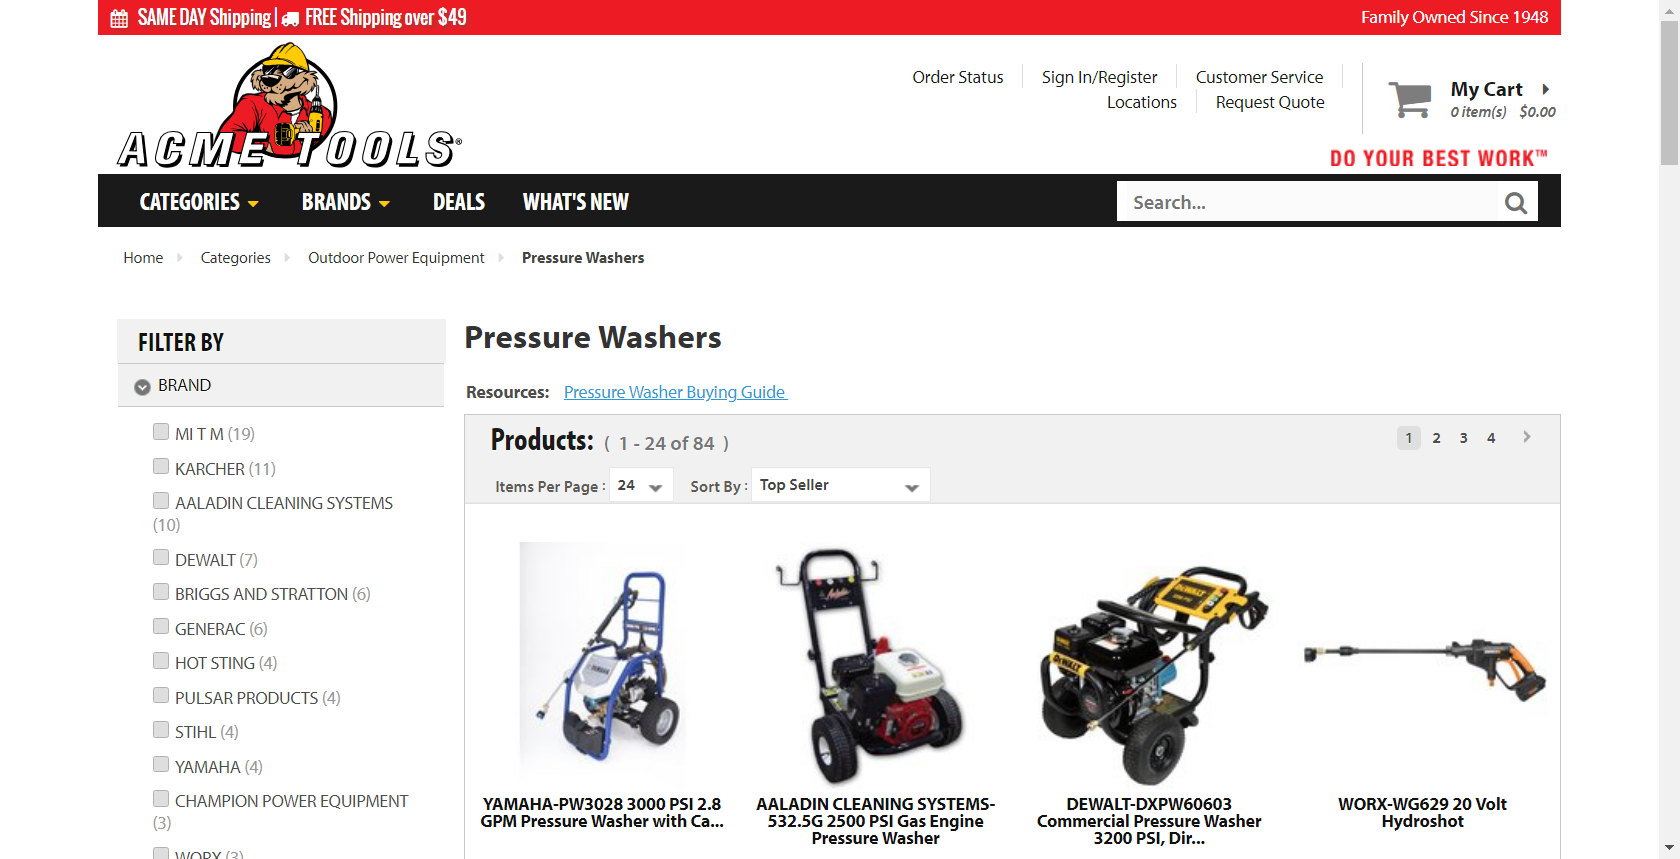 SAME DAY Shipping | FREE Shipping over $49
Family Owned Since 1948
ACME TOOLS®
Order Status
Sign In/Register
Customer Service
Locations
Request Quote
My Cart
0 item(s) $0.00
DO YOUR BEST WORK™
CATEGORIES
BRANDS
DEALS
WHAT'S NEW
Search...
Home
Categories
Outdoor Power Equipment
Pressure Washers
FILTER BY
BRAND
MI T M (19)
KARCHER (11)
AALADIN CLEANING SYSTEMS
(10)
DEWALT (7)
BRIGGS AND STRATTON (6)
GENERAC (6)
HOT STING (4)
PULSAR PRODUCTS (4)
STIHL (4)
YAMAHA (4)
CHAMPION POWER EQUIPMENT
(3)
WORX (3)
Pressure Washers
Resources: Pressure Washer Buying Guide
Products: ( 1 - 24 of 84 )
1 2 3 4
Items Per Page : 24
Sort By : Top Seller
YAMAHA-PW3028 3000 PSI 2.8
GPM Pressure Washer with Ca...
AALADIN CLEANING SYSTEMS-
532.5G 2500 PSI Gas Engine
Pressure Washer
DEWALT
DEWALT
DEWALT-DXPW60603
Commercial Pressure Washer
3200 PSI, Dir...
WORX-WG629 20 Volt
Hydroshot